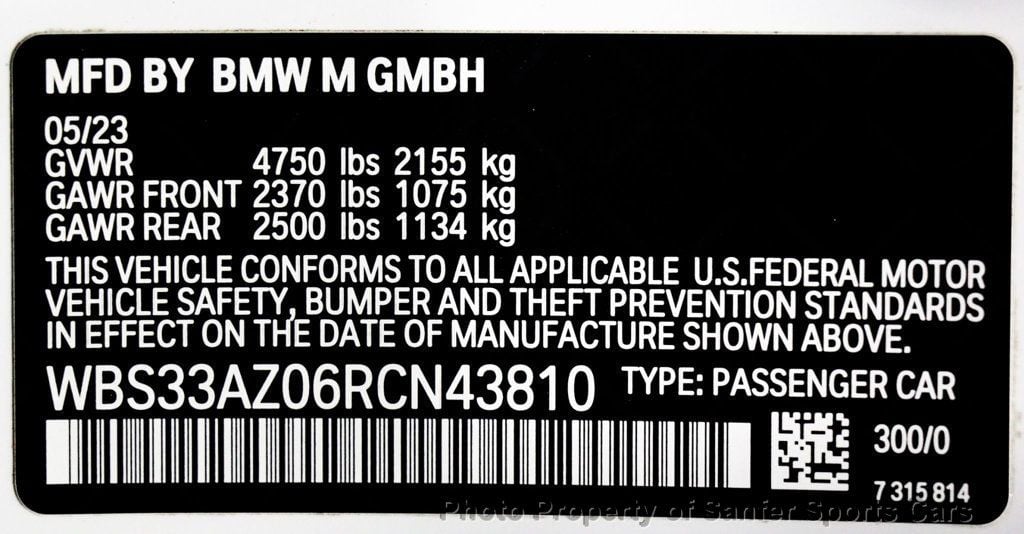 MFD BY BMW M GMBH
05/23
GVWR 4750 lbs 2155 kg
GAWR FRONT 2370 lbs 1075 kg
GAWR REAR 2500 lbs 1134 kg
THIS VEHICLE CONFORMS TO ALL APPLICABLE U.S.FEDERAL MOTOR
VEHICLE SAFETY, BUMPER AND THEFT PREVENTION STANDARDS
IN EFFECT ON THE DATE OF MANUFACTURE SHOWN ABOVE.
WBS33AZ06RCN43810 TYPE: PASSENGER CAR
300/0
7 315 814
Photo Property of Santer Sports Cars